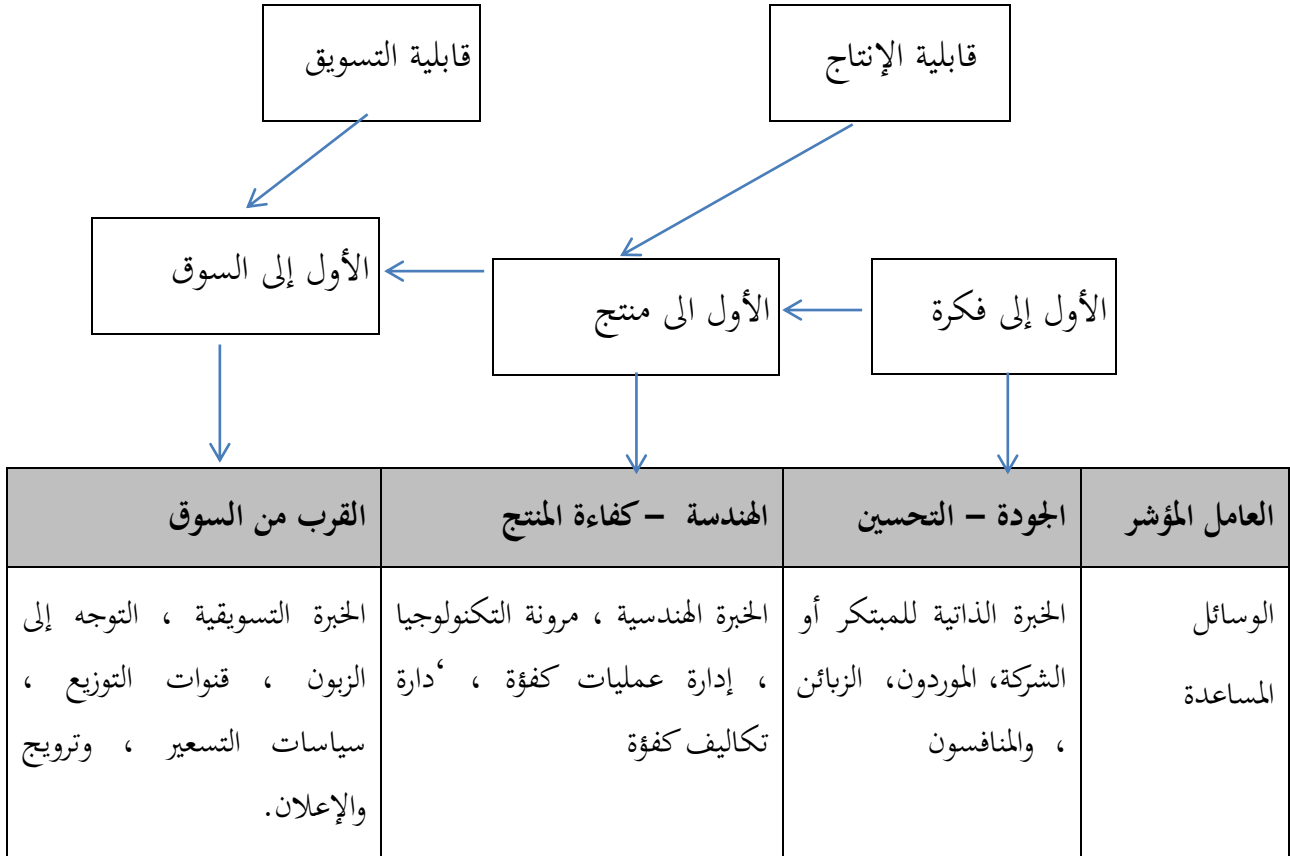 قابلية الإنتاج
قابلية التسويق
الأول إلى فكرة
الأول الى منتج
الأول إلى السوق
العامل المؤشر
الجودة – التحسين
الهندسة – كفاءة المنتج
القرب من السوق
الوسائل
المساعدة
الخبرة الذاتية للمبتكر أو
الشركة، الموردون، الزبائن
، والمنافسون
الخبرة الهندسية ، مرونة التكنولوجيا
، إدارة عمليات كفؤة ، ‘دارة
تكاليف كفؤة
الخبرة التسويقية ، التوجه إلى
الزبون ، قنوات التوزيع ،
سياسات التسعير ، وترويج
والإعلان.